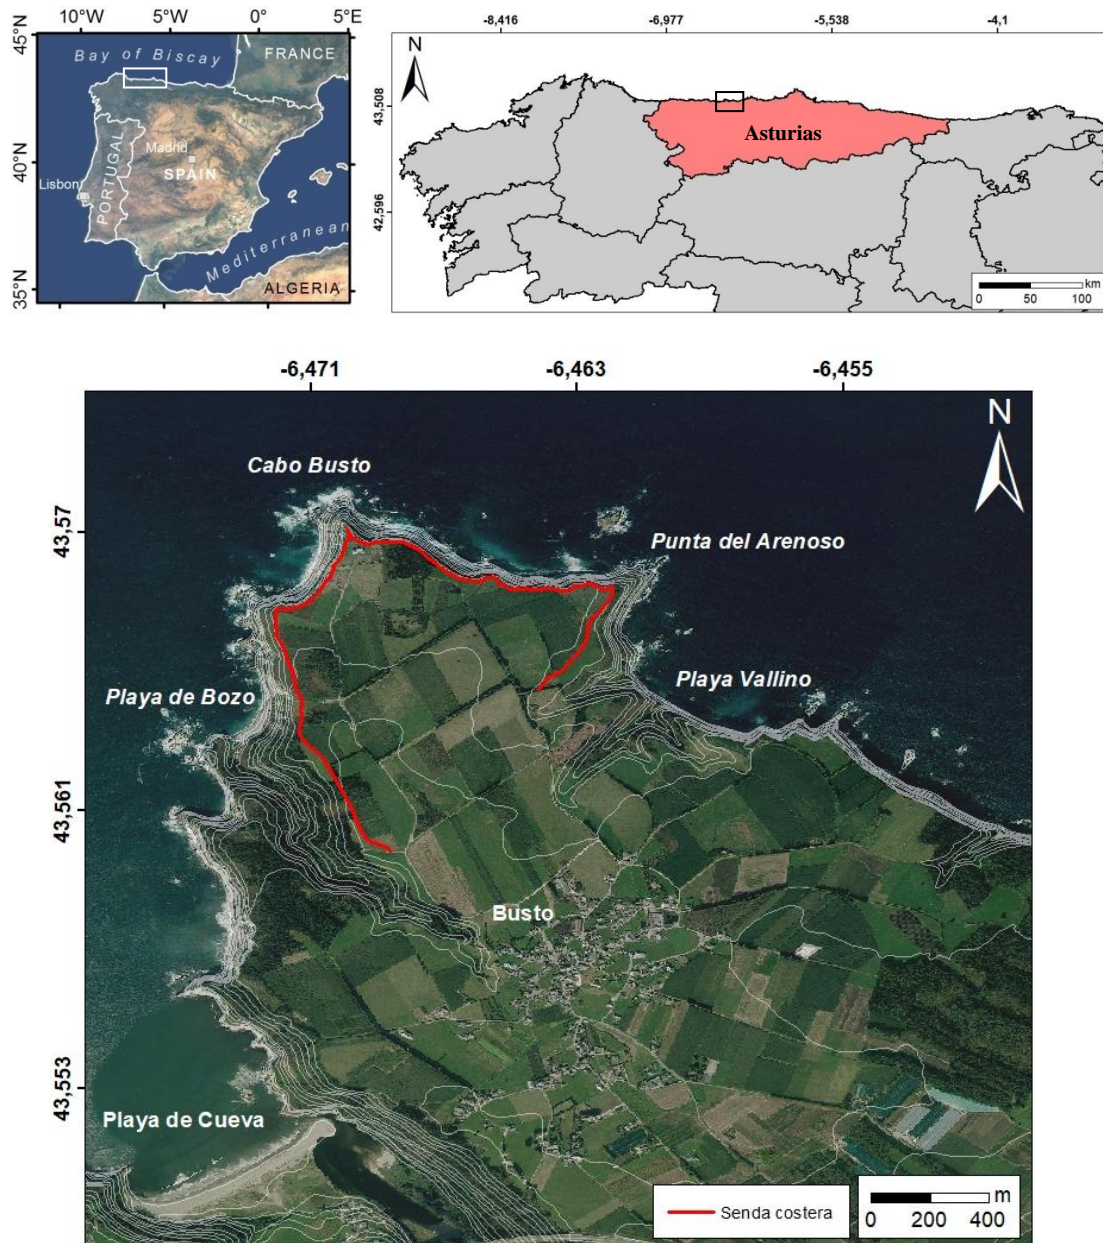 10°W 5°W 0° 5°E
45°N
40°N
35°N
Bay of Biscay
FRANCE
PORTUGAL
Madrid
SPAIN
Lisbon
Mediterranean
ALGERIA
-8,416 -6,977 -5,538 -4,1
43,508
42,596
N
Asturias
km
0 50 100
-6,471 -6,463 -6,455
43,57
43,561
43,553
N
Cabo Busto
Punta del Arenoso
Playa de Bozo
Playa Vallino
Busto
Playa de Cueva
Senda costera
m
0 200 400